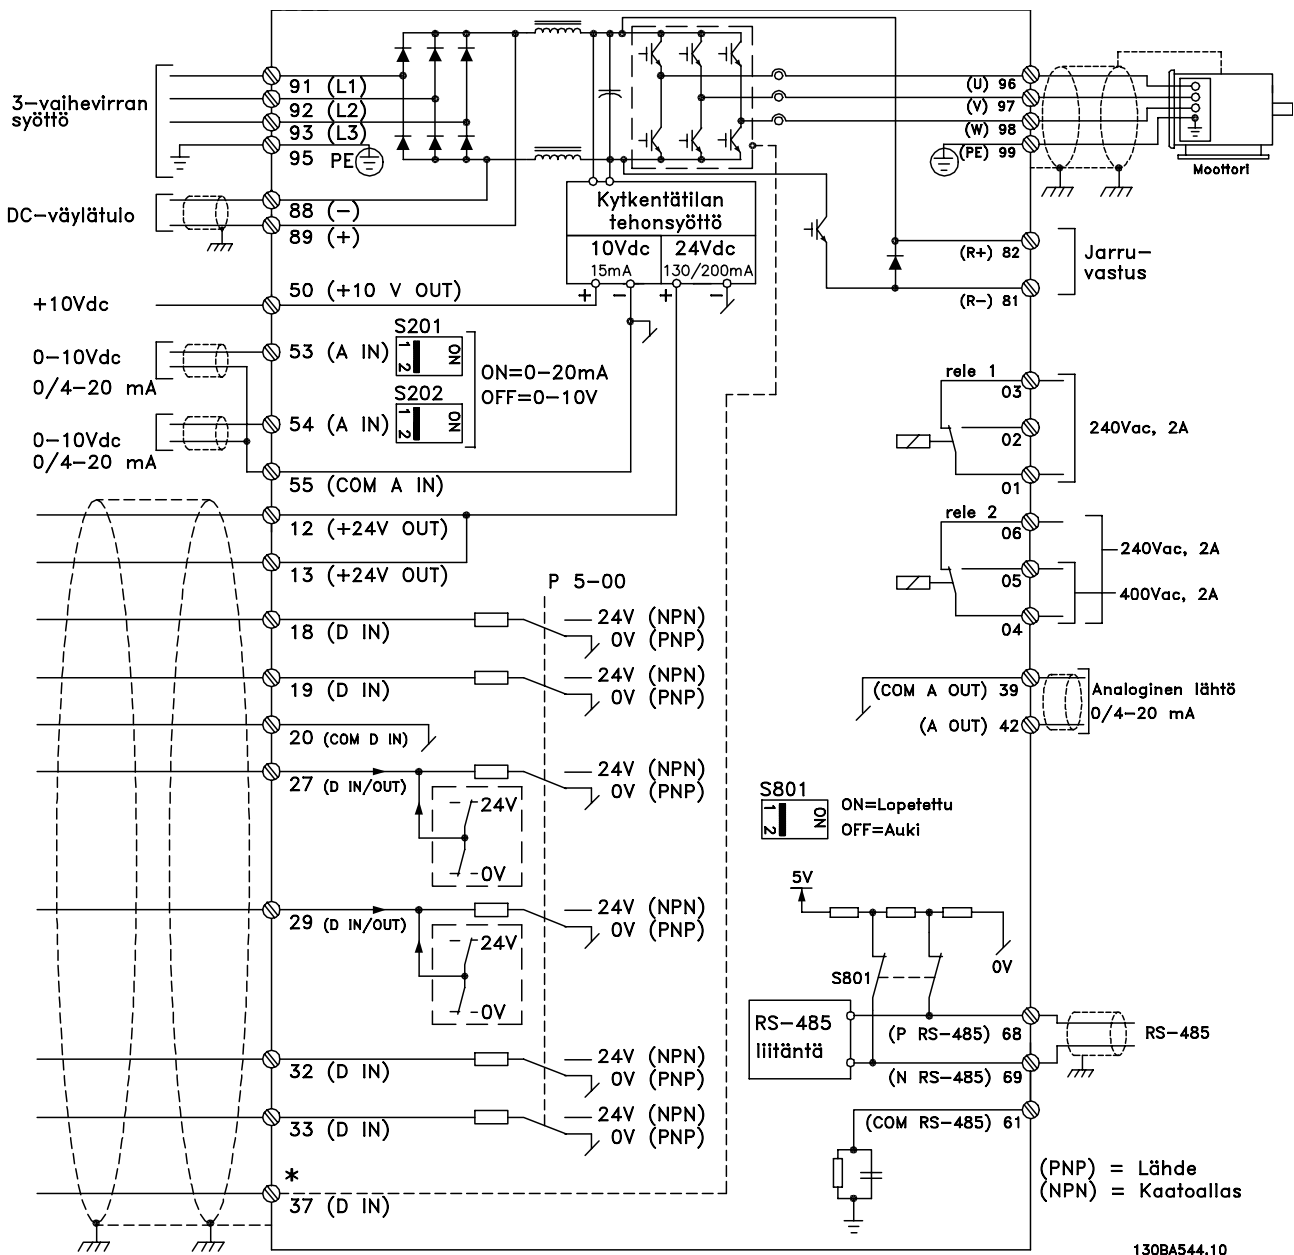 3-vaihevirran
syöttö
91 (L1)
92 (L2)
93 (L3)
95 PE
DC-väylätulo
88 (-)
89 (+)
+10Vdc
50 (+10 V OUT)
0-10Vdc
0/4-20 mA
53 (A IN)
S201
1 2 ON
ON=0-20mA
OFF=0-10V
0-10Vdc
0/4-20 mA
54 (A IN)
S202
1 2 ON
55 (COM A IN)
12 (+24V OUT)
13 (+24V OUT)
P 5-00
18 (D IN)
24V (NPN)
0V (PNP)
19 (D IN)
24V (NPN)
0V (PNP)
20 (COM D IN)
27 (D IN/OUT)
24V
0V
24V (NPN)
0V (PNP)
29 (D IN/OUT)
24V
0V
24V (NPN)
0V (PNP)
32 (D IN)
24V (NPN)
0V (PNP)
33 (D IN)
24V (NPN)
0V (PNP)
*
37 (D IN)
Kytkentätilan
tehonsyöttö
10Vdc
15mA
24Vdc
130/200mA
+ - + -
(U) 96
(V) 97
(W) 98
(PE) 99
Moottori
(R+) 82
(R-) 81
Jarru-
vastus
rele 1
03
02
01
240Vac, 2A
rele 2
06
05
04
240Vac, 2A
400Vac, 2A
(COM A OUT) 39
(A OUT) 42
Analoginen lähtö
0/4-20 mA
S801
1 2 ON
ON=Lopetettu
OFF=Auki
5V
0V
S801
RS-485
liitäntä
(P RS-485) 68
(N RS-485) 69
(COM RS-485) 61
RS-485
(PNP) = Lähde
(NPN) = Kaatoallas
130BA544.10